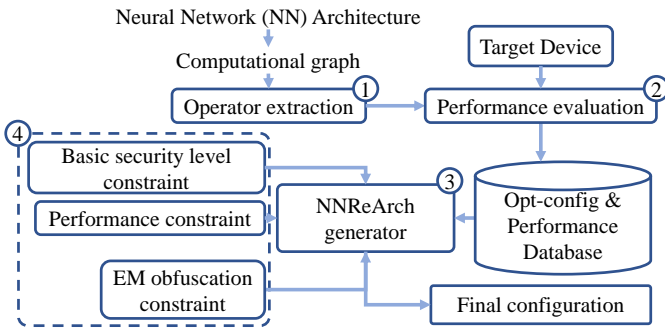 Neural Network (NN) Architecture
Computational graph
Target Device
Operator extraction
1
Performance evaluation
2
4
Basic security level
constraint
Performance constraint
EM obfuscation
constraint
3
NNReArch
generator
Opt-config &
Performance
Database
Final configuration